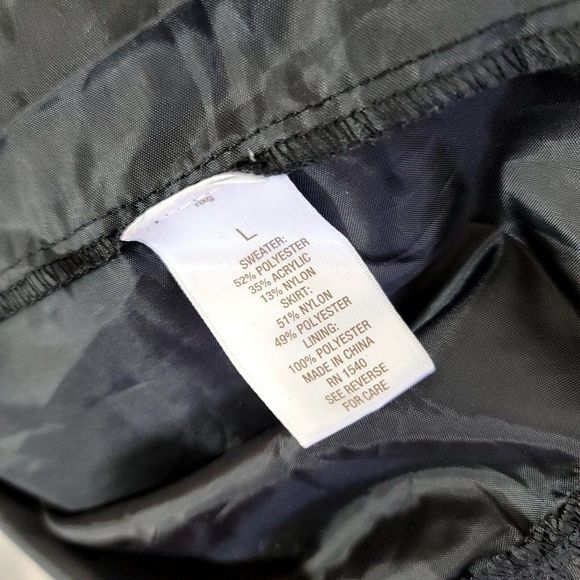 L
SWEATER:
52% POLYESTER
35% ACRYLIC
13% NYLON
SKIRT:
51% NYLON
49% POLYESTER
LINING:
100% POLYESTER
MADE IN CHINA
RN 1540
SEE REVERSE
FOR CARE